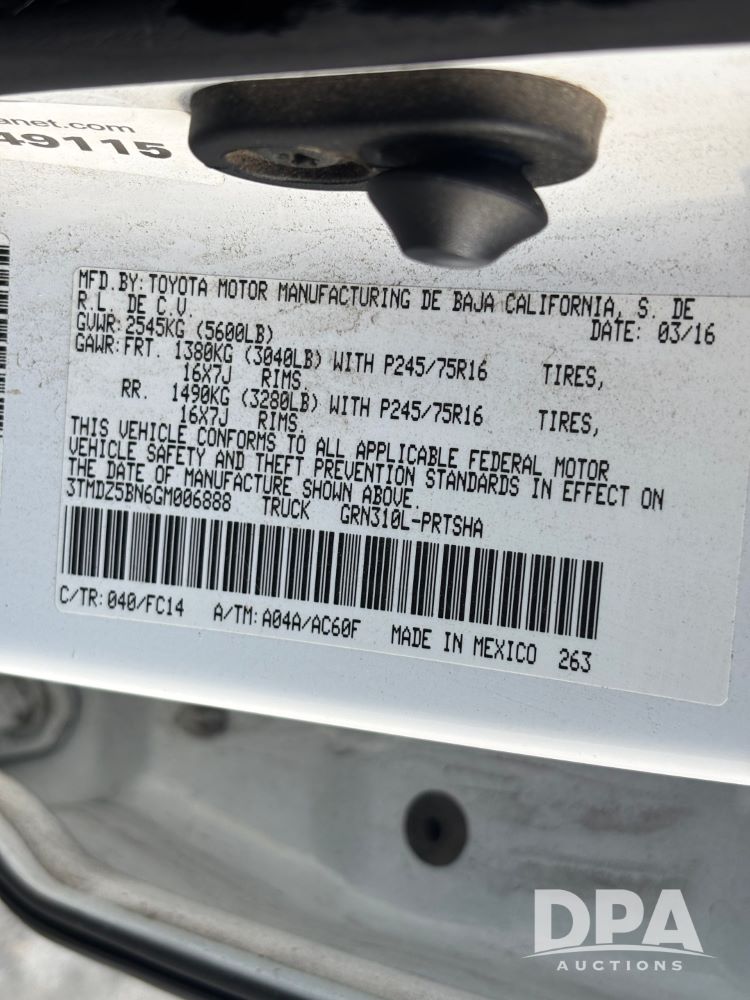 anet.com
49115
MFD. BY: TOYOTA MOTOR MANUFACTURING DE BAJA CALIFORNIA, S. DE
R.L. DE C.V.
DATE: 03/16
GVWR: 2545KG (5600LB)
GAWR: FRT. 1380KG (3040LB) WITH P245/75R16 TIRES,
16X7J RIMS.
RR. 1490KG (3280LB) WITH P245/75R16 TIRES,
16X7J RIMS.
THIS VEHICLE CONFORMS TO ALL APPLICABLE FEDERAL MOTOR
VEHICLE SAFETY AND THEFT PREVENTION STANDARDS IN EFFECT ON
THE DATE OF MANUFACTURE SHOWN ABOVE.
3TMDZ5BN6GM006888 TRUCK GRN310L-PRTSHA
C/TR: 040/FC14 A/TM: A04A/AC60F MADE IN MEXICO 263
DPA
AUCTIONS